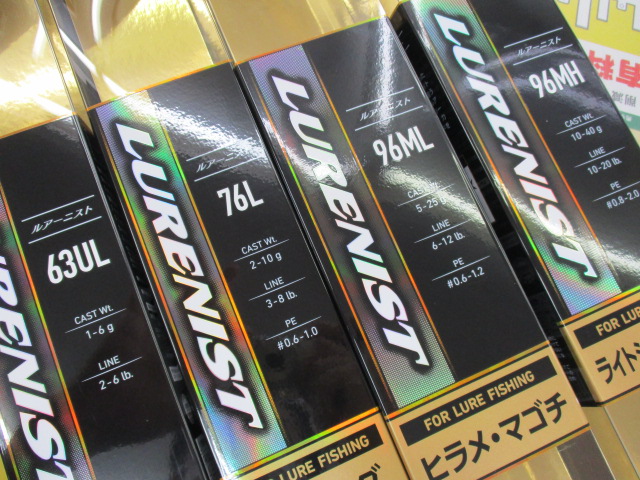 LURENIST
ルアーニスト
63UL
CAST Wt.
1-6 g
LINE
2-6 lb.
LURENIST
ルアーニスト
76L
CAST Wt.
2-10 g
LINE
3-8 lb.
PE
#0.6-1.0
FOR LURE FISHING
LURENIST
ルアーニスト
96ML
CAST Wt.
5-25
LINE
6-12 lb.
PE
#0.6-1.2
FOR LURE FISHING
ヒラメ・マゴチ
LURENIST
ルアーニスト
96MH
CAST Wt.
10-40 g
LINE
10-20 lb.
PE
#0.8-2.0
FOR LURE FISHING
ライト
有料